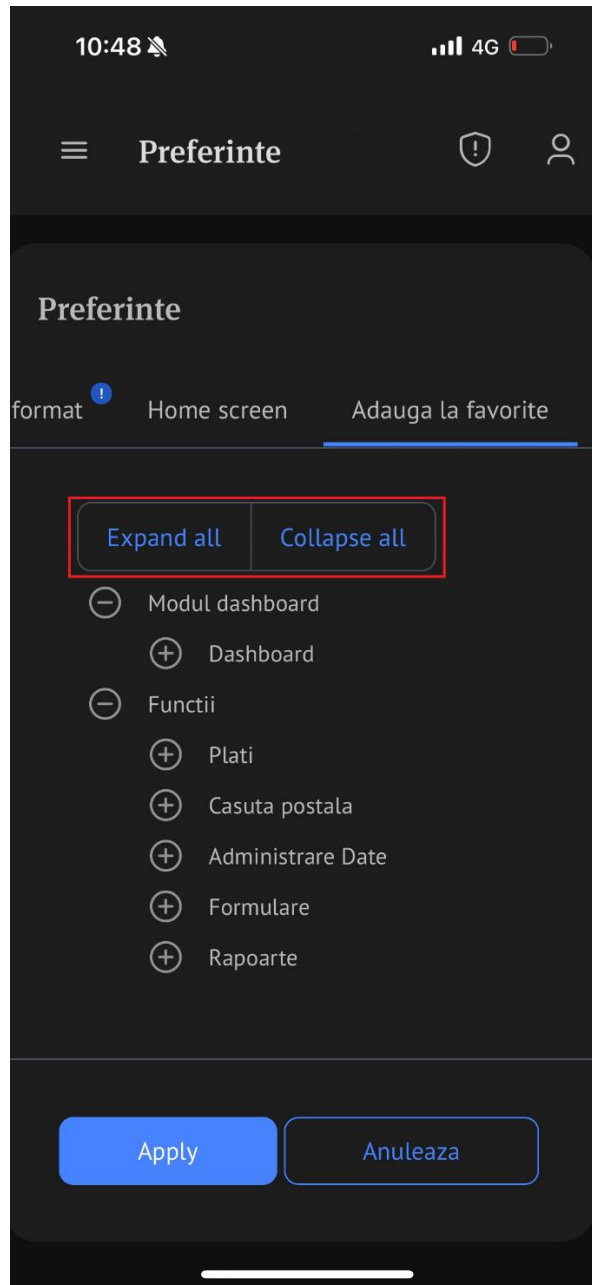 10:48 4G
Preferinte
Preferinte
format Home screen Adauga la favorite
Expand all Collapse all
Modul dashboard
Dashboard
Functii
Plati
Casuta postala
Administrare Date
Formulare
Rapoarte
Apply Anuleaza